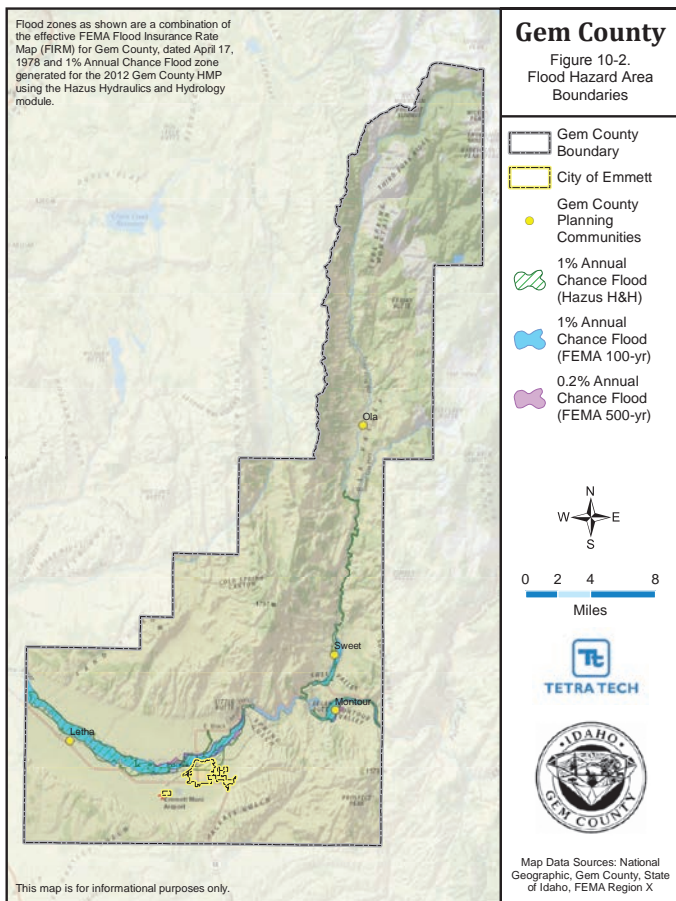 Flood zones as shown are a combination of
the effective FEMA Flood Insurance Rate
Map (FIRM) for Gem County, dated April 17,
1978 and 1% Annual Chance Flood zone
generated for the 2012 Gem County HMP
using the Hazus Hydraulics and Hydrology
module.
Ola
Sweet
Montour
Letha
Emmett Muni
Airport
This map is for informational purposes only.
Gem County
Figure 10-2.
Flood Hazard Area
Boundaries
Gem County
Boundary
City of Emmett
Gem County
Planning
Communities
1% Annual
Chance Flood
(Hazus H&H)
1% Annual
Chance Flood
(FEMA 100-yr)
0.2% Annual
Chance Flood
(FEMA 500-yr)
N
W E
S
0 2 4 8
Miles
Tt
TETRA TECH
IDAHO
GEM COUNTY
Map Data Sources: National
Geographic, Gem County, State
of Idaho, FEMA Region X